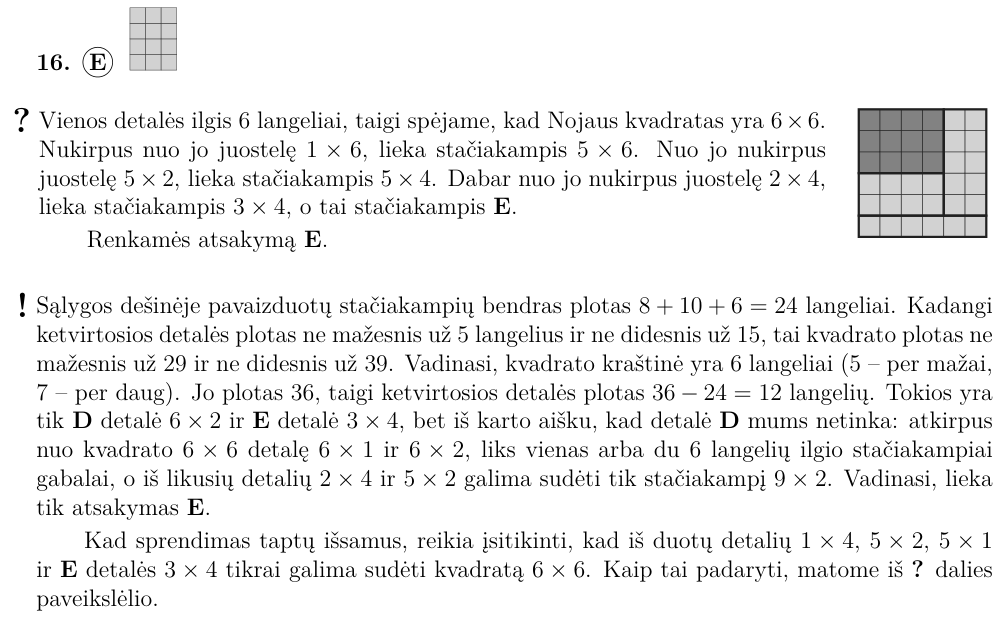 16. E
? Vienos detalės ilgis 6 langeliai, taigi spėjame, kad Nojaus kvadratas yra 6 × 6.
Nukirpus nuo jo juostelę 1 × 6, lieka stačiakampis 5 × 6. Nuo jo nukirpus
juostelę 5 × 2, lieka stačiakampis 5 × 4. Dabar nuo jo nukirpus juostelę 2 × 4,
lieka stačiakampis 3 × 4, o tai stačiakampis E.
Renkamės atsakymą E.
! Sąlygos dešinėje pavaizduotų stačiakampių bendras plotas 8 + 10 + 6 = 24 langeliai. Kadangi
ketvirtosios detalės plotas ne mažesnis už 5 langelius ir ne didesnis už 15, tai kvadrato plotas ne
mažesnis už 29 ir ne didesnis už 39. Vadinasi, kvadrato kraštinė yra 6 langeliai (5 – per mažai,
7 – per daug). Jo plotas 36, taigi ketvirtosios detalės plotas 36 − 24 = 12 langelių. Tokios yra
tik D detalė 6 × 2 ir E detalė 3 × 4, bet iš karto aišku, kad detalė D mums netinka: atkirpus
nuo kvadrato 6 × 6 detalę 6 × 1 ir 6 × 2, liks vienas arba du 6 langelių ilgio stačiakampiai
gabalai, o iš likusių detalių 2 × 4 ir 5 × 2 galima sudėti tik stačiakampį 9 × 2. Vadinasi, lieka
tik atsakymas E.
Kad sprendimas taptų išsamus, reikia įsitikinti, kad iš duotų detalių 1 × 4, 5 × 2, 5 × 1
ir E detalės 3 × 4 tikrai galima sudėti kvadratą 6 × 6. Kaip tai padaryti, matome iš ? dalies
paveikslėlio.